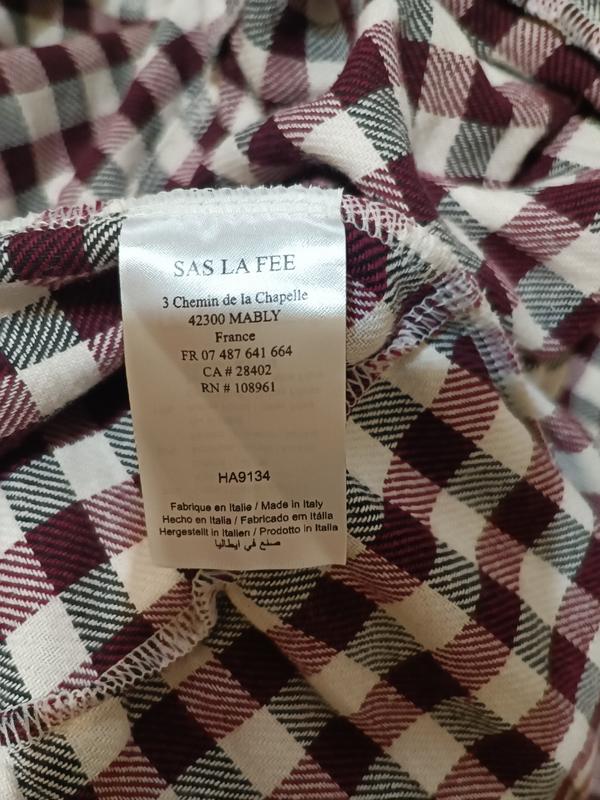 SAS LA FEE
3 Chemin de la Chapelle
42300 MABLY
France
FR 07 487 641 664
CA # 28402
RN # 108961
HA9134
Fabrique en Italie / Made in Italy
Hecho en Italia / Fabricado em Itália
Hergestellt in Italien / Prodotto in Italia
صنع في ايطاليا